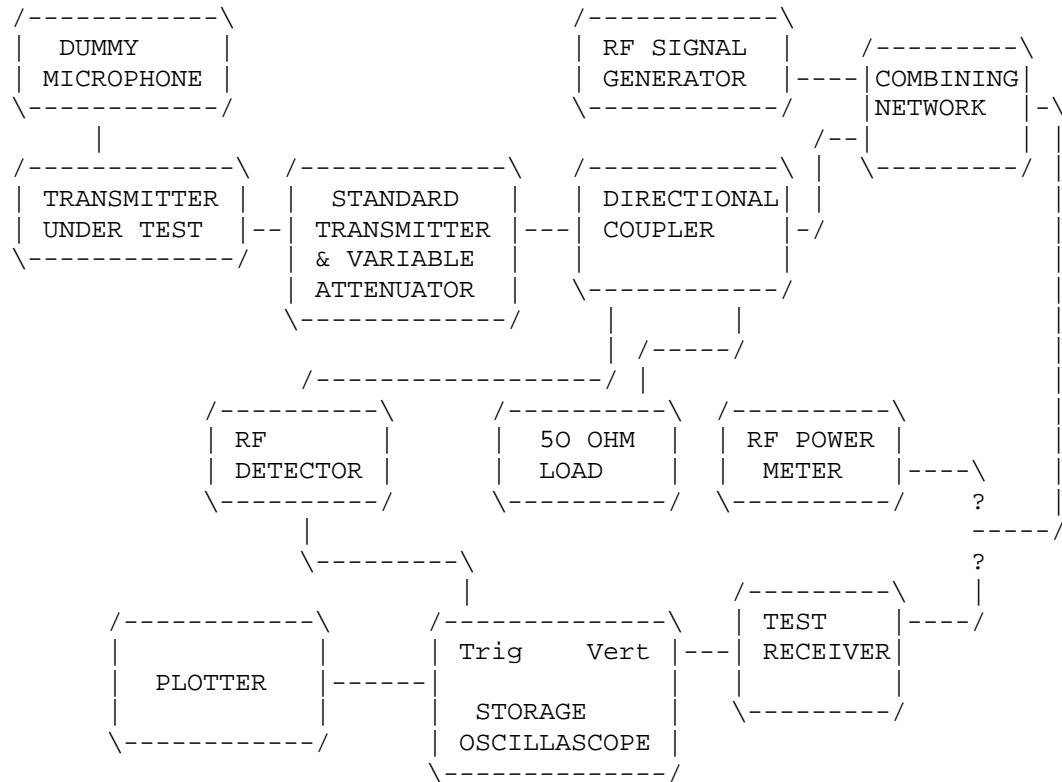 DUMMY
MICROPHONE
RF SIGNAL
GENERATOR
COMBINING
NETWORK
TRANSMITTER
UNDER TEST
STANDARD
TRANSMITTER
& VARIABLE
ATTENUATOR
DIRECTIONAL
COUPLER
RF
DETECTOR
50 OHM
LOAD
RF POWER
METER
?
?
TEST
RECEIVER
PLOTTER
Trig Vert
STORAGE
OSCILLASCOPE